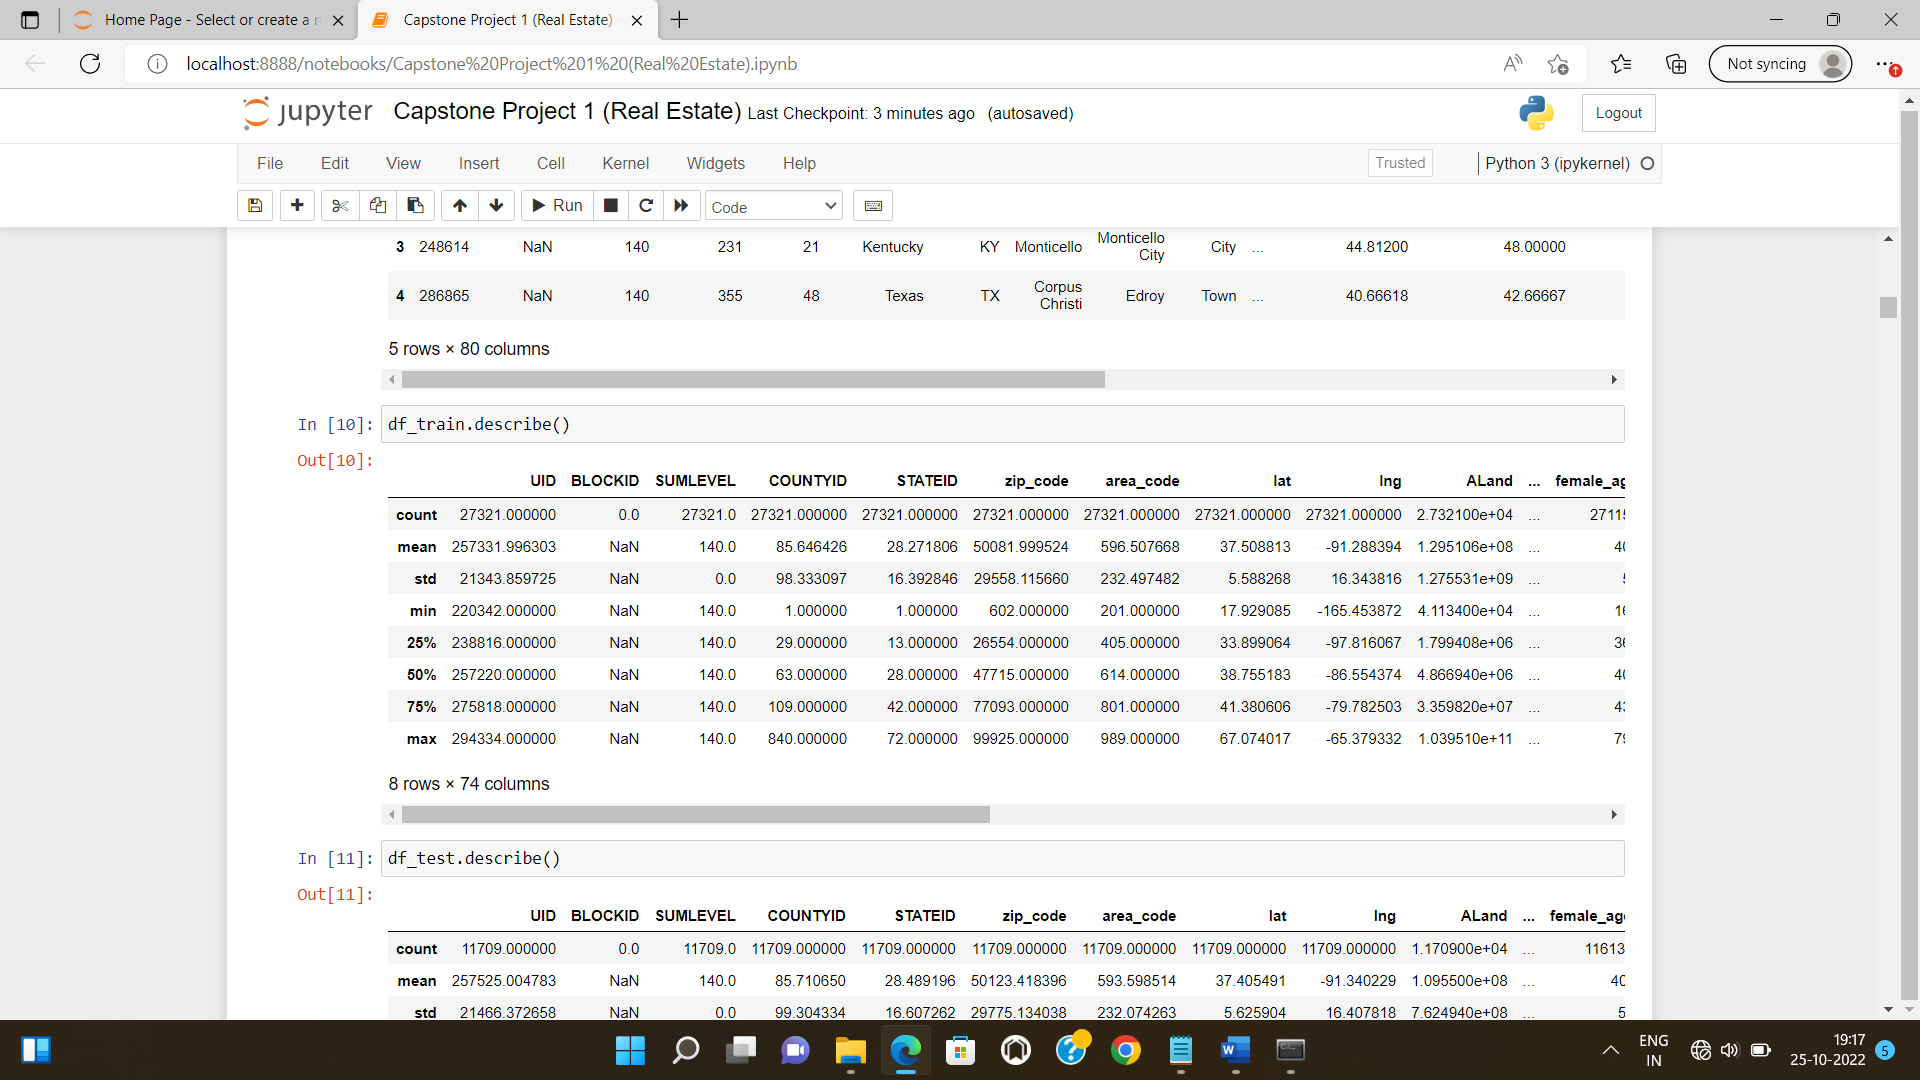 Home Page - Select or create a n
Capstone Project 1 (Real Estate)
localhost:8888/notebooks/Capstone%20Project%201%20(Real%20Estate).ipynb
Not syncing
jupyter Capstone Project 1 (Real Estate) Last Checkpoint: 3 minutes ago (autosaved)
Logout
File Edit View Insert Cell Kernel Widgets Help
Trusted
Python 3 (ipykernel)
Run
Code
3 248614 NaN 140 231 21 Kentucky KY Monticello Monticello City City ... 44.81200 48.00000
4 286865 NaN 140 355 48 Texas TX Corpus Christi Edroy Town ... 40.66618 42.66667
5 rows × 80 columns
In [10]: df_train.describe()
Out[10]:
UID BLOCKID SUMLEVEL COUNTYID STATEID zip_code area_code lat lng ALand ... female_ag
count 27321.000000 0.0 27321.0 27321.000000 27321.000000 27321.000000 27321.000000 27321.000000 27321.000000 2.732100e+04 ... 27115
mean 257331.996303 NaN 140.0 85.646426 28.271806 50081.999524 596.507668 37.508813 -91.288394 1.295106e+08 ... 40
std 21343.859725 NaN 0.0 98.333097 16.392846 29558.115660 232.497482 5.588268 16.343816 1.275531e+09 ...
min 220342.000000 NaN 140.0 1.000000 1.000000 602.000000 201.000000 17.929085 -165.453872 4.113400e+04 ... 16
25% 238816.000000 NaN 140.0 29.000000 13.000000 26554.000000 405.000000 33.899064 -97.816067 1.799408e+06 ... 36
50% 257220.000000 NaN 140.0 63.000000 28.000000 47715.000000 614.000000 38.755183 -86.554374 4.866940e+06 ... 40
75% 275818.000000 NaN 140.0 109.000000 42.000000 77093.000000 801.000000 41.380606 -79.782503 3.359820e+07 ... 43
max 294334.000000 NaN 140.0 840.000000 72.000000 99925.000000 989.000000 67.074017 -65.379332 1.039510e+11 ... 79
8 rows × 74 columns
In [11]: df_test.describe()
Out[11]:
UID BLOCKID SUMLEVEL COUNTYID STATEID zip_code area_code lat lng ALand ... female_age
count 11709.000000 0.0 11709.0 11709.000000 11709.000000 11709.000000 11709.000000 11709.000000 11709.000000 1.170900e+04 ... 11613
mean 257525.004783 NaN 140.0 85.710650 28.489196 50123.418396 593.598514 37.405491 -91.340229 1.095500e+08 ... 40
std 21466.372658 NaN 0.0 99.304334 16.607262 29775.134038 232.074263 5.625904 16.407818 7.624940e+08 ... 5
ENG
IN
19:17
25-10-2022
5